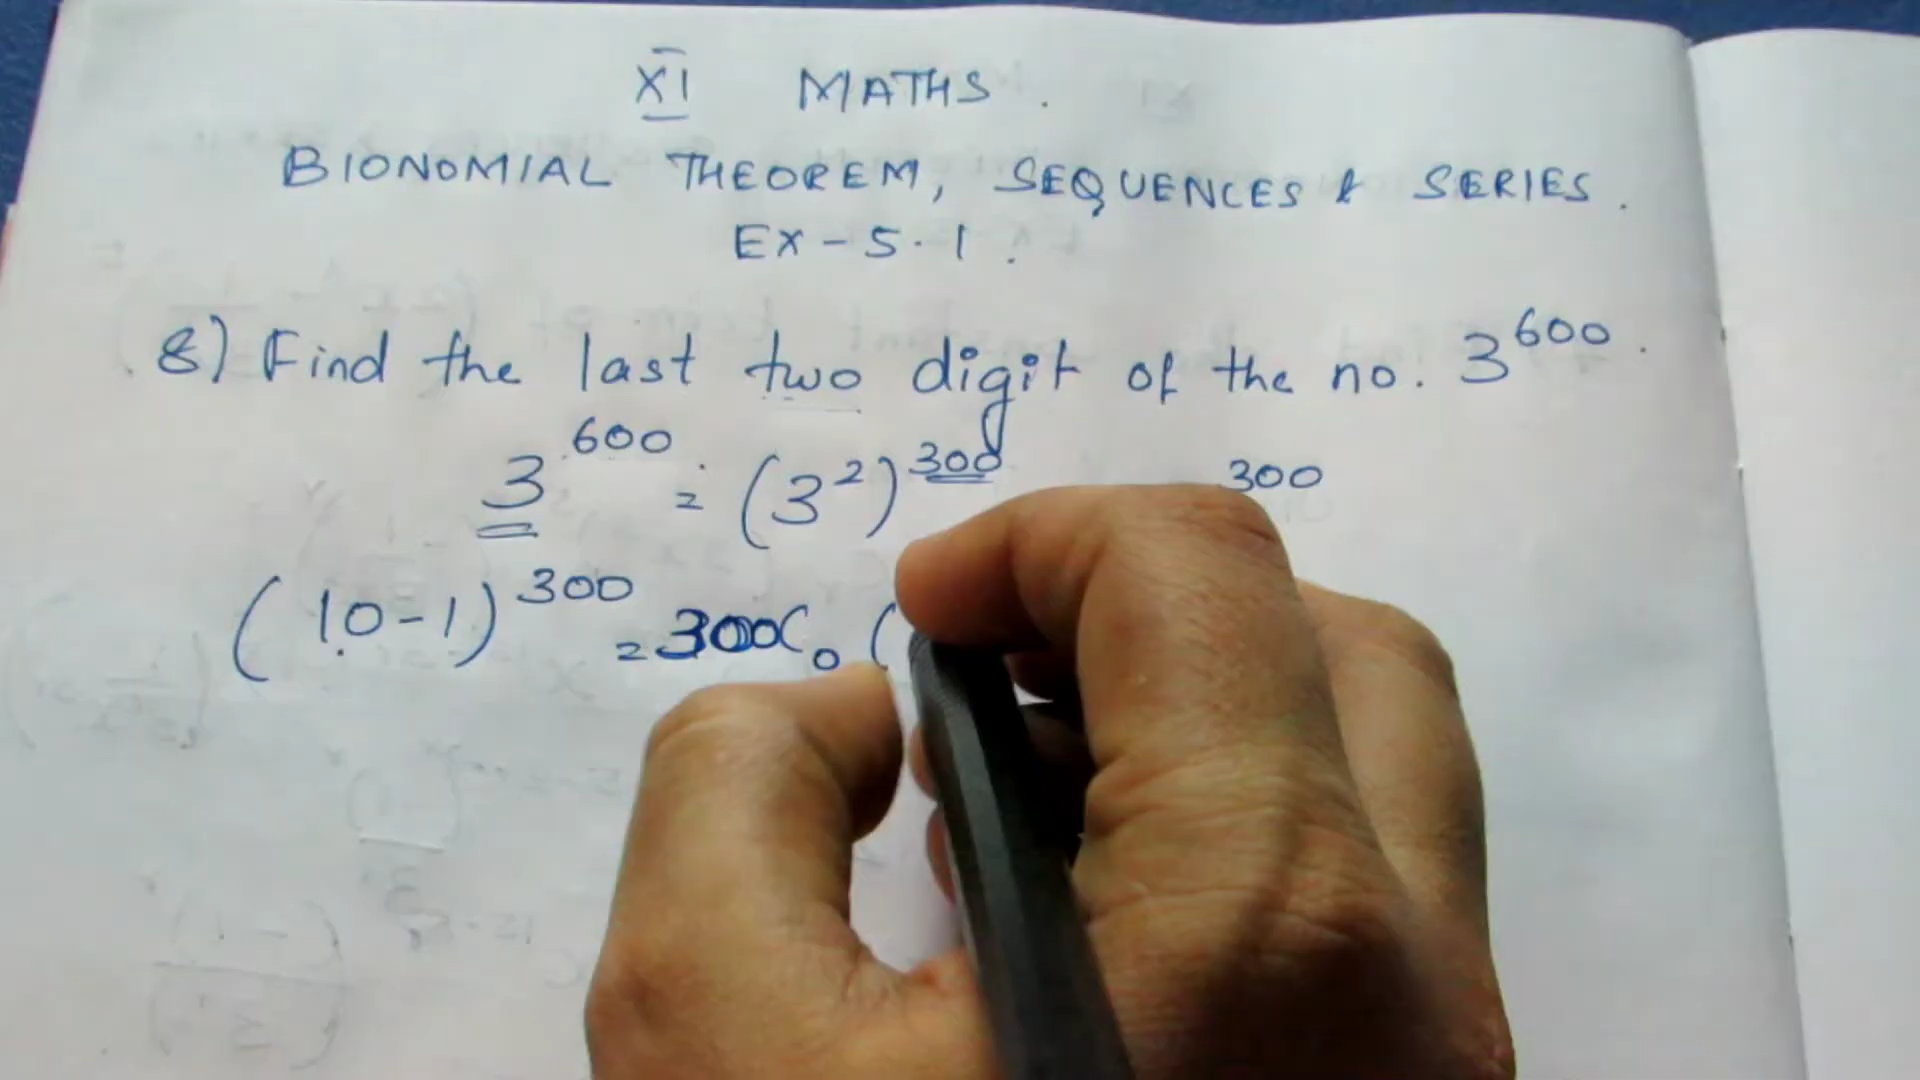 XI MATHS.
BIONOMIAL THEOREM, SEQUENCES & SERIES.
EX-5.1.
8) Find the last two digit of the no. 3^600.
3^600 = (3^2)^300 300
(10-1)^300 = 300C₀ (